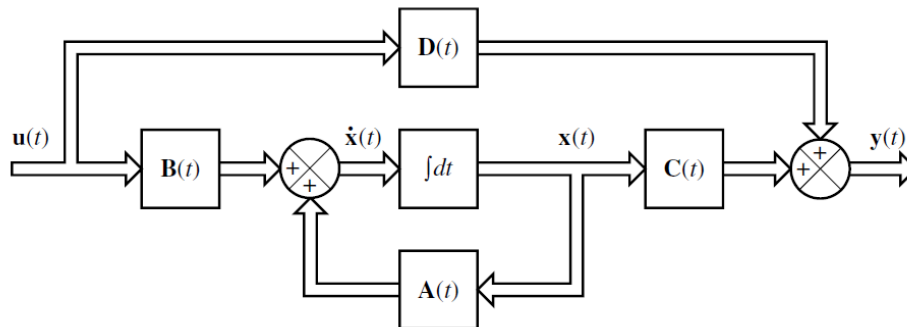 D(t)
u(t)
ẋ(t)
x(t)
y(t)
B(t)
+
+
∫dt
C(t)
+
+
A(t)